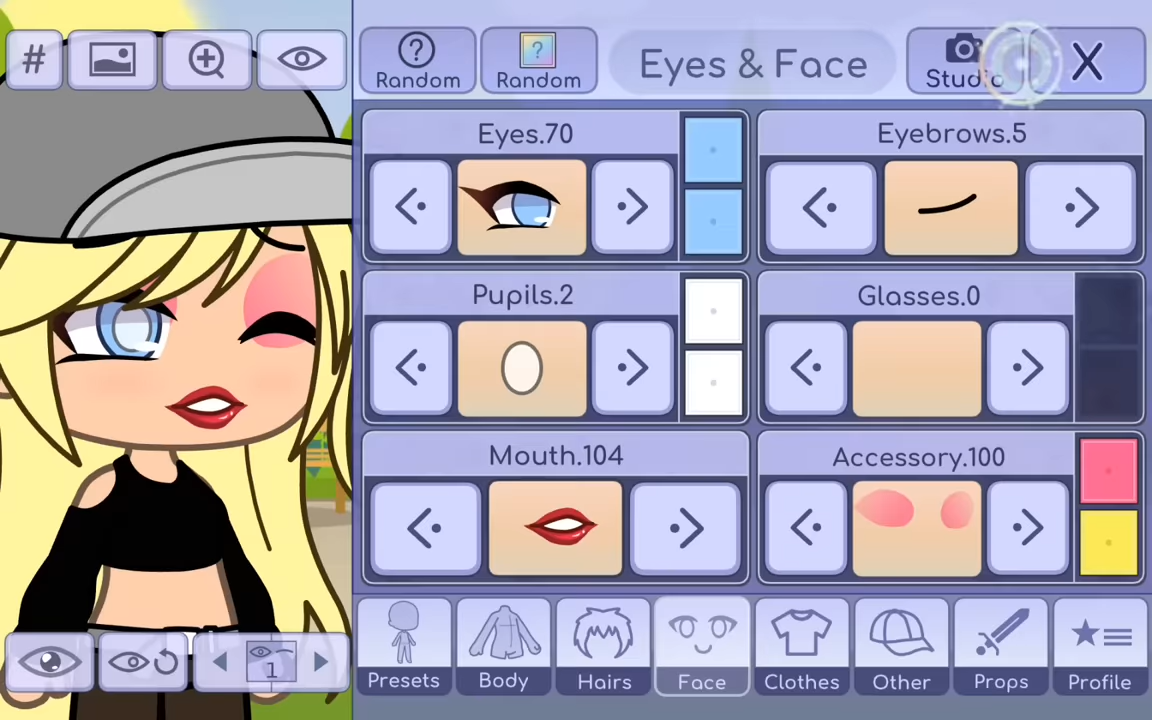 #
? Random
? Random
Eyes & Face
Studio
X
Eyes.70
Eyebrows.5
Pupils.2
Glasses.0
Mouth.104
Accessory.100
1
Presets
Body
Hairs
Face
Clothes
Other
Props
Profile